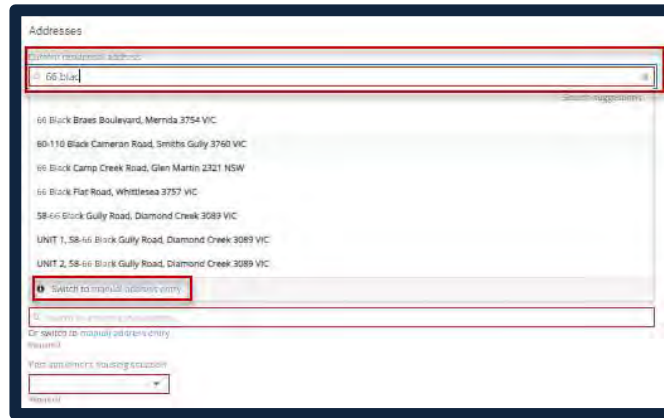 Addresses
Current residential address
66 blac
Search suggestions
66 Black Braes Boulevard, Mernda 3754 VIC
60-110 Black Cameron Road, Smiths Gully 3760 VIC
66 Black Camp Creek Road, Glen Martin 2321 NSW
66 Black Flat Road, Whittlesea 3757 VIC
58-66 Black Gully Road, Diamond Creek 3089 VIC
UNIT 1, 58-66 Black Gully Road, Diamond Creek 3089 VIC
UNIT 2, 58-66 Black Gully Road, Diamond Creek 3089 VIC
Switch to manual address entry
Or switch to manual address entry
Required
Post settlement housing situation
Required